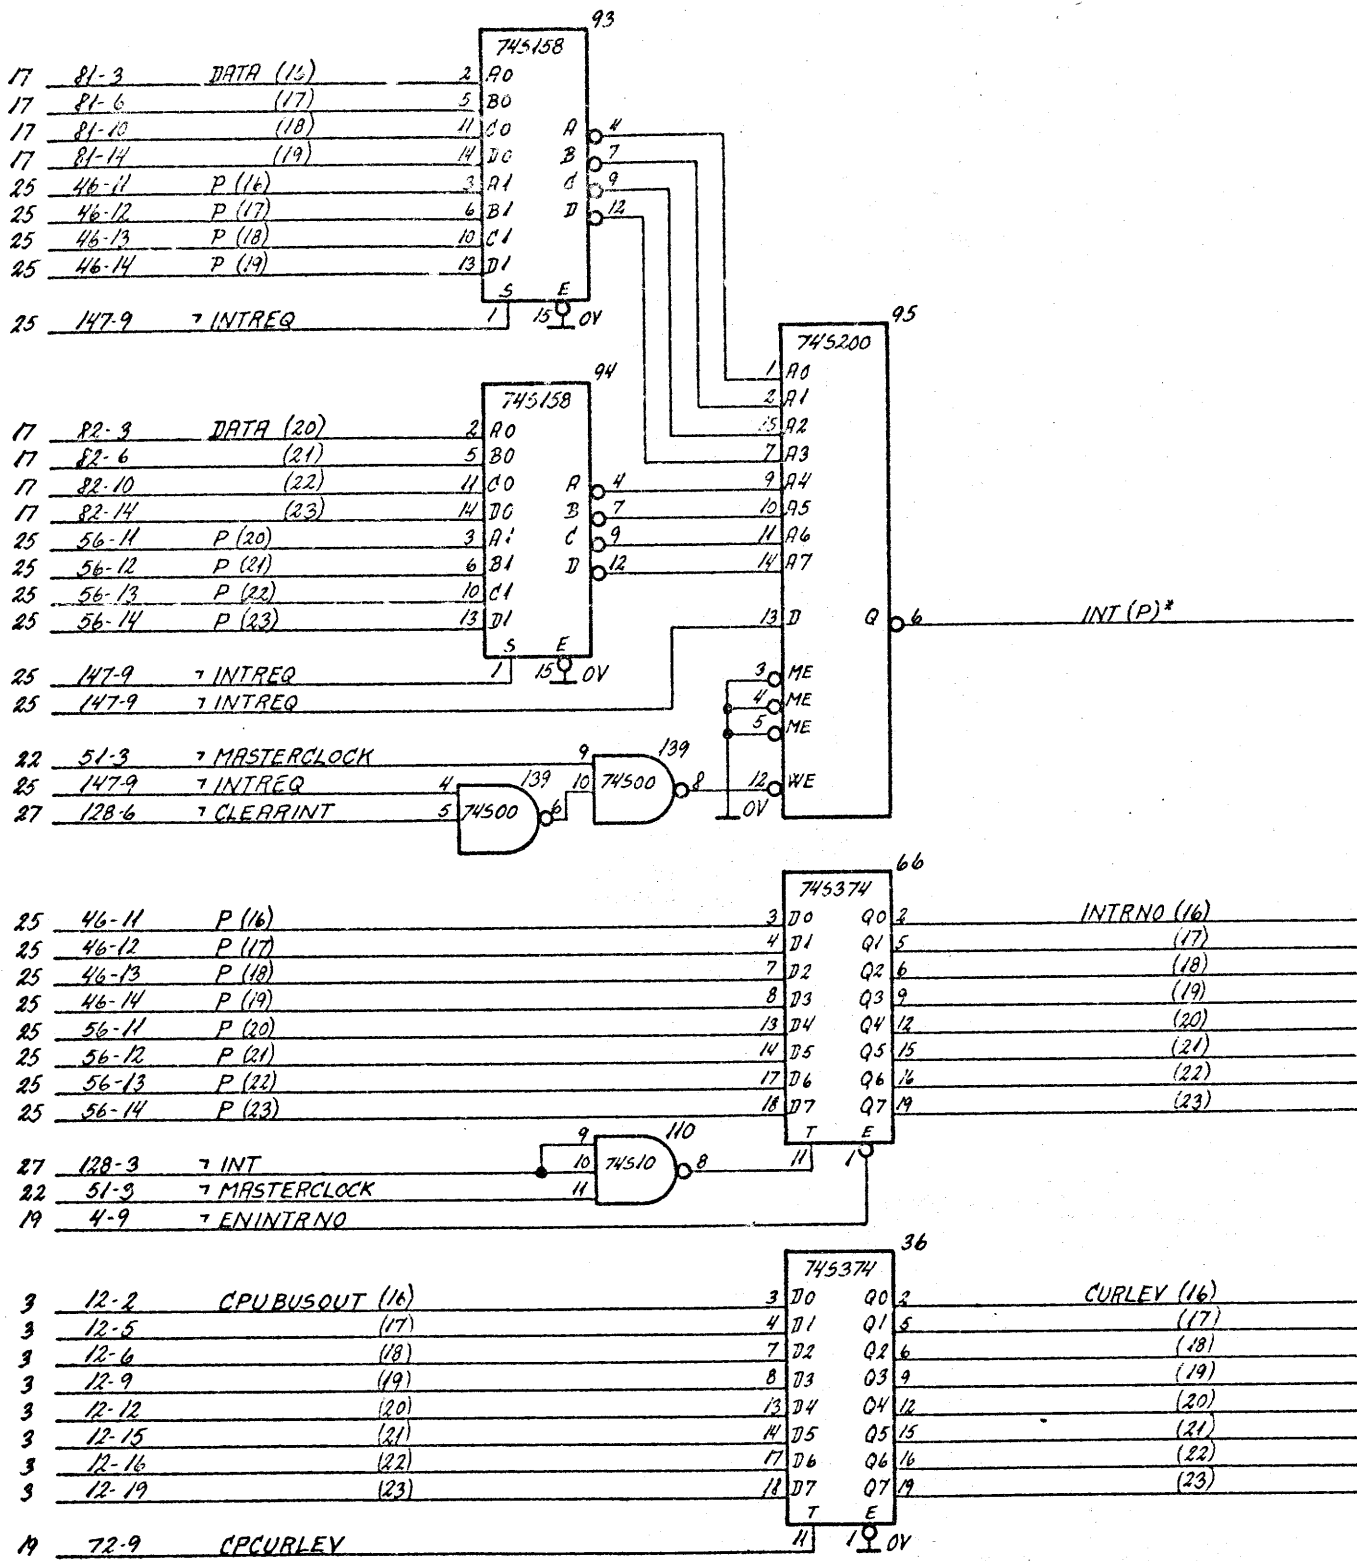 93
74S158
17 81-3 DATA (16) 2 A0
17 81-6 (17) 5 B0
17 81-10 (18) 11 C0 A 4
17 81-14 (19) 14 D0 B 7
25 46-11 P (16) 3 A1 C 9
25 46-12 P (17) 6 B1 D 12
25 46-13 P (18) 10 C1
25 46-14 P (19) 13 D1
S E
25 147-9 ¬ INTREQ 1 15 0V
95
74S200
1 A0
2 A1
15 A2
7 A3
9 A4
10 A5
11 A6
14 A7
13 D Q 6 INT (P)*
3 ME
4 ME
5 ME
12 WE
0V
94
74S158
17 82-3 DATA (20) 2 A0
17 82-6 (21) 5 B0
17 82-10 (22) 11 C0 A 4
17 82-14 (23) 14 D0 B 7
25 56-11 P (20) 3 A1 C 9
25 56-12 P (21) 6 B1 D 12
25 56-13 P (22) 10 C1
25 56-14 P (23) 13 D1
S E
25 147-9 ¬ INTREQ 1 15 0V
25 147-9 ¬ INTREQ
22 51-3 ¬ MASTERCLOCK 9 139
25 147-9 ¬ INTREQ 4 139 10 74S00 8
27 128-6 ¬ CLEARINT 5 74S00 6
66
74S374
25 46-11 P (16) 3 D0 Q0 2 INTRNO (16)
25 46-12 P (17) 4 D1 Q1 5 (17)
25 46-13 P (18) 7 D2 Q2 6 (18)
25 46-14 P (19) 8 D3 Q3 9 (19)
25 56-11 P (20) 13 D4 Q4 12 (20)
25 56-12 P (21) 14 D5 Q5 15 (21)
25 56-13 P (22) 17 D6 Q6 16 (22)
25 56-14 P (23) 18 D7 Q7 19 (23)
T E
9 110 11 1
27 128-3 ¬ INT 10 74S10 8
22 51-3 ¬ MASTERCLOCK 11
19 4-9 ¬ ENINTRNO
36
74S374
3 12-2 CPUBUSOUT (16) 3 D0 Q0 2 CURLEV (16)
3 12-5 (17) 4 D1 Q1 5 (17)
3 12-6 (18) 7 D2 Q2 6 (18)
3 12-9 (19) 8 D3 Q3 9 (19)
3 12-12 (20) 13 D4 Q4 12 (20)
3 12-15 (21) 14 D5 Q5 15 (21)
3 12-16 (22) 17 D6 Q6 16 (22)
3 12-19 (23) 18 D7 Q7 19 (23)
T E
19 72-9 CPCURLEV 11 1 0V